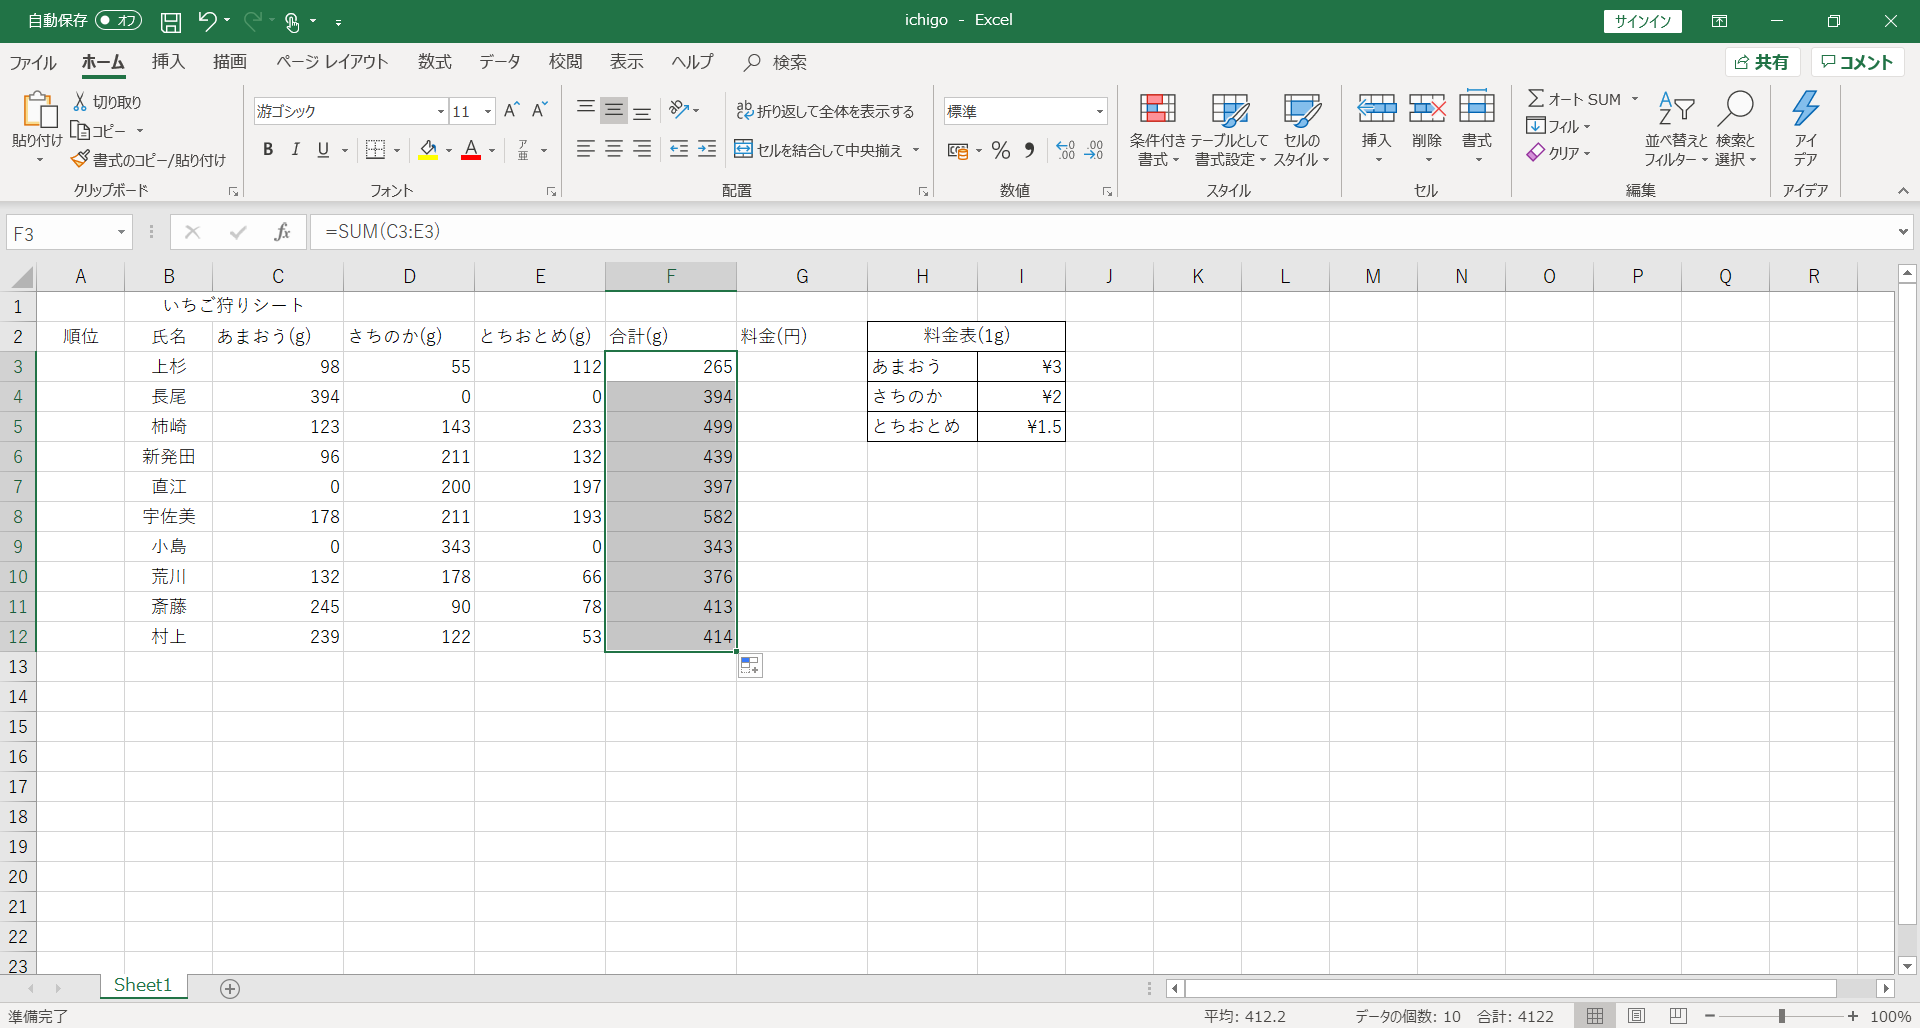 自動保存 オフ
ichigo - Excel
サインイン
ファイル ホーム 挿入 描画 ページ レイアウト 数式 データ 校閲 表示 ヘルプ 検索
共有 コメント
貼り付け
切り取り
コピー
書式のコピー/貼り付け
クリップボード
游ゴシック 11
B I U
ア
亜
フォント
折り返して全体を表示する
セルを結合して中央揃え
配置
標準
% ,
.00
.00
数値
条件付き
書式
テーブルとして
書式設定
セルの
スタイル
スタイル
挿入 削除 書式
セル
オート SUM
フィル
クリア
並べ替えと
フィルター
検索と
選択
編集
アイ
デア
アイデア
F3 fx =SUM(C3:E3)
A B C D E F G H I J K L M N O P Q R
1 いちご狩りシート
2 順位 氏名 あまおう(g) さちのか(g) とちおとめ(g) 合計(g) 料金(円) 料金表(1g)
3 上杉 98 55 112 265 あまおう ¥3
4 長尾 394 0 0 394 さちのか ¥2
5 柿崎 123 143 233 499 とちおとめ ¥1.5
6 新発田 96 211 132 439
7 直江 0 200 197 397
8 宇佐美 178 211 193 582
9 小島 0 343 0 343
10 荒川 132 178 66 376
11 斎藤 245 90 78 413
12 村上 239 122 53 414
13
14
15
16
17
18
19
20
21
22
23
Sheet1
準備完了 平均: 412.2 データの個数: 10 合計: 4122 100%